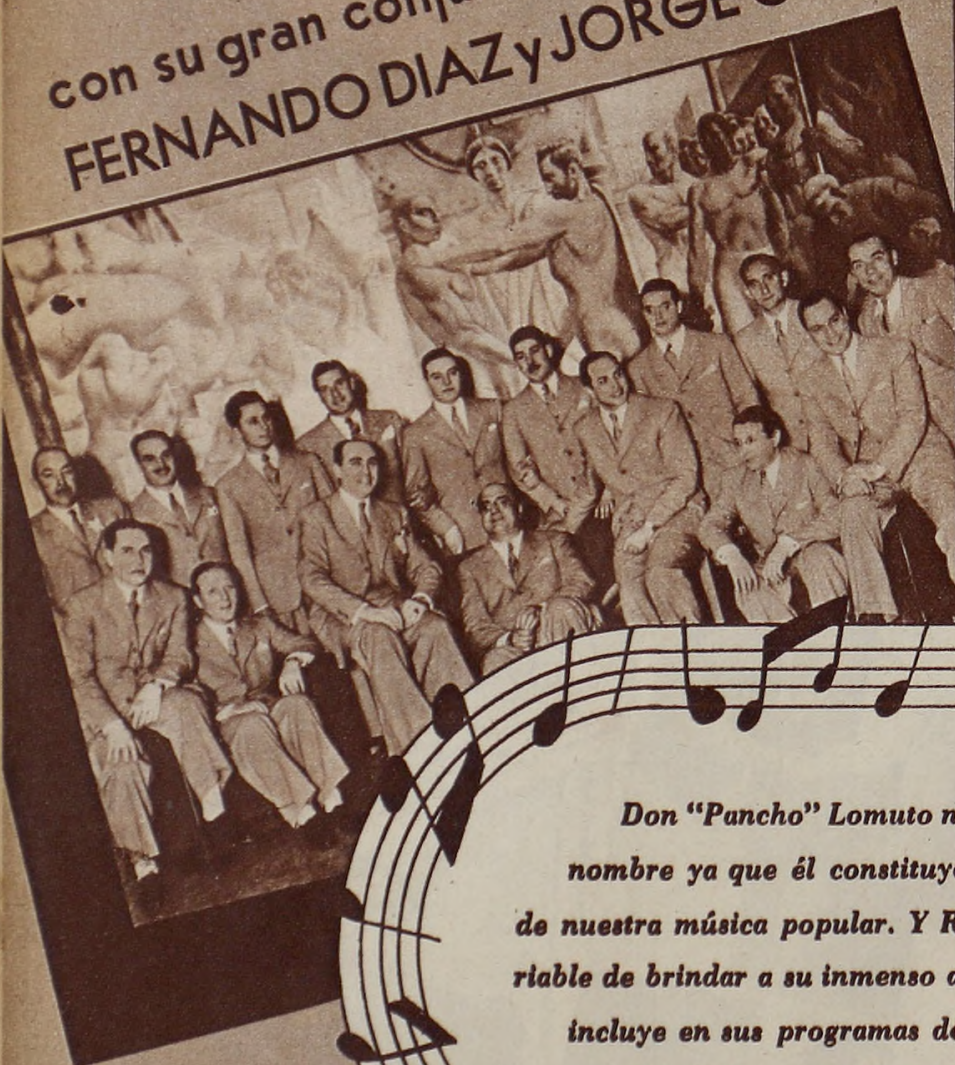 con su gran conju
FERNANDO DIAZ y JORGE
Don “Pancho” Lomuto n
nombre ya que él constituye
de nuestra música popular. Y R
riable de brindar a su inmenso a
incluye en sus programas de